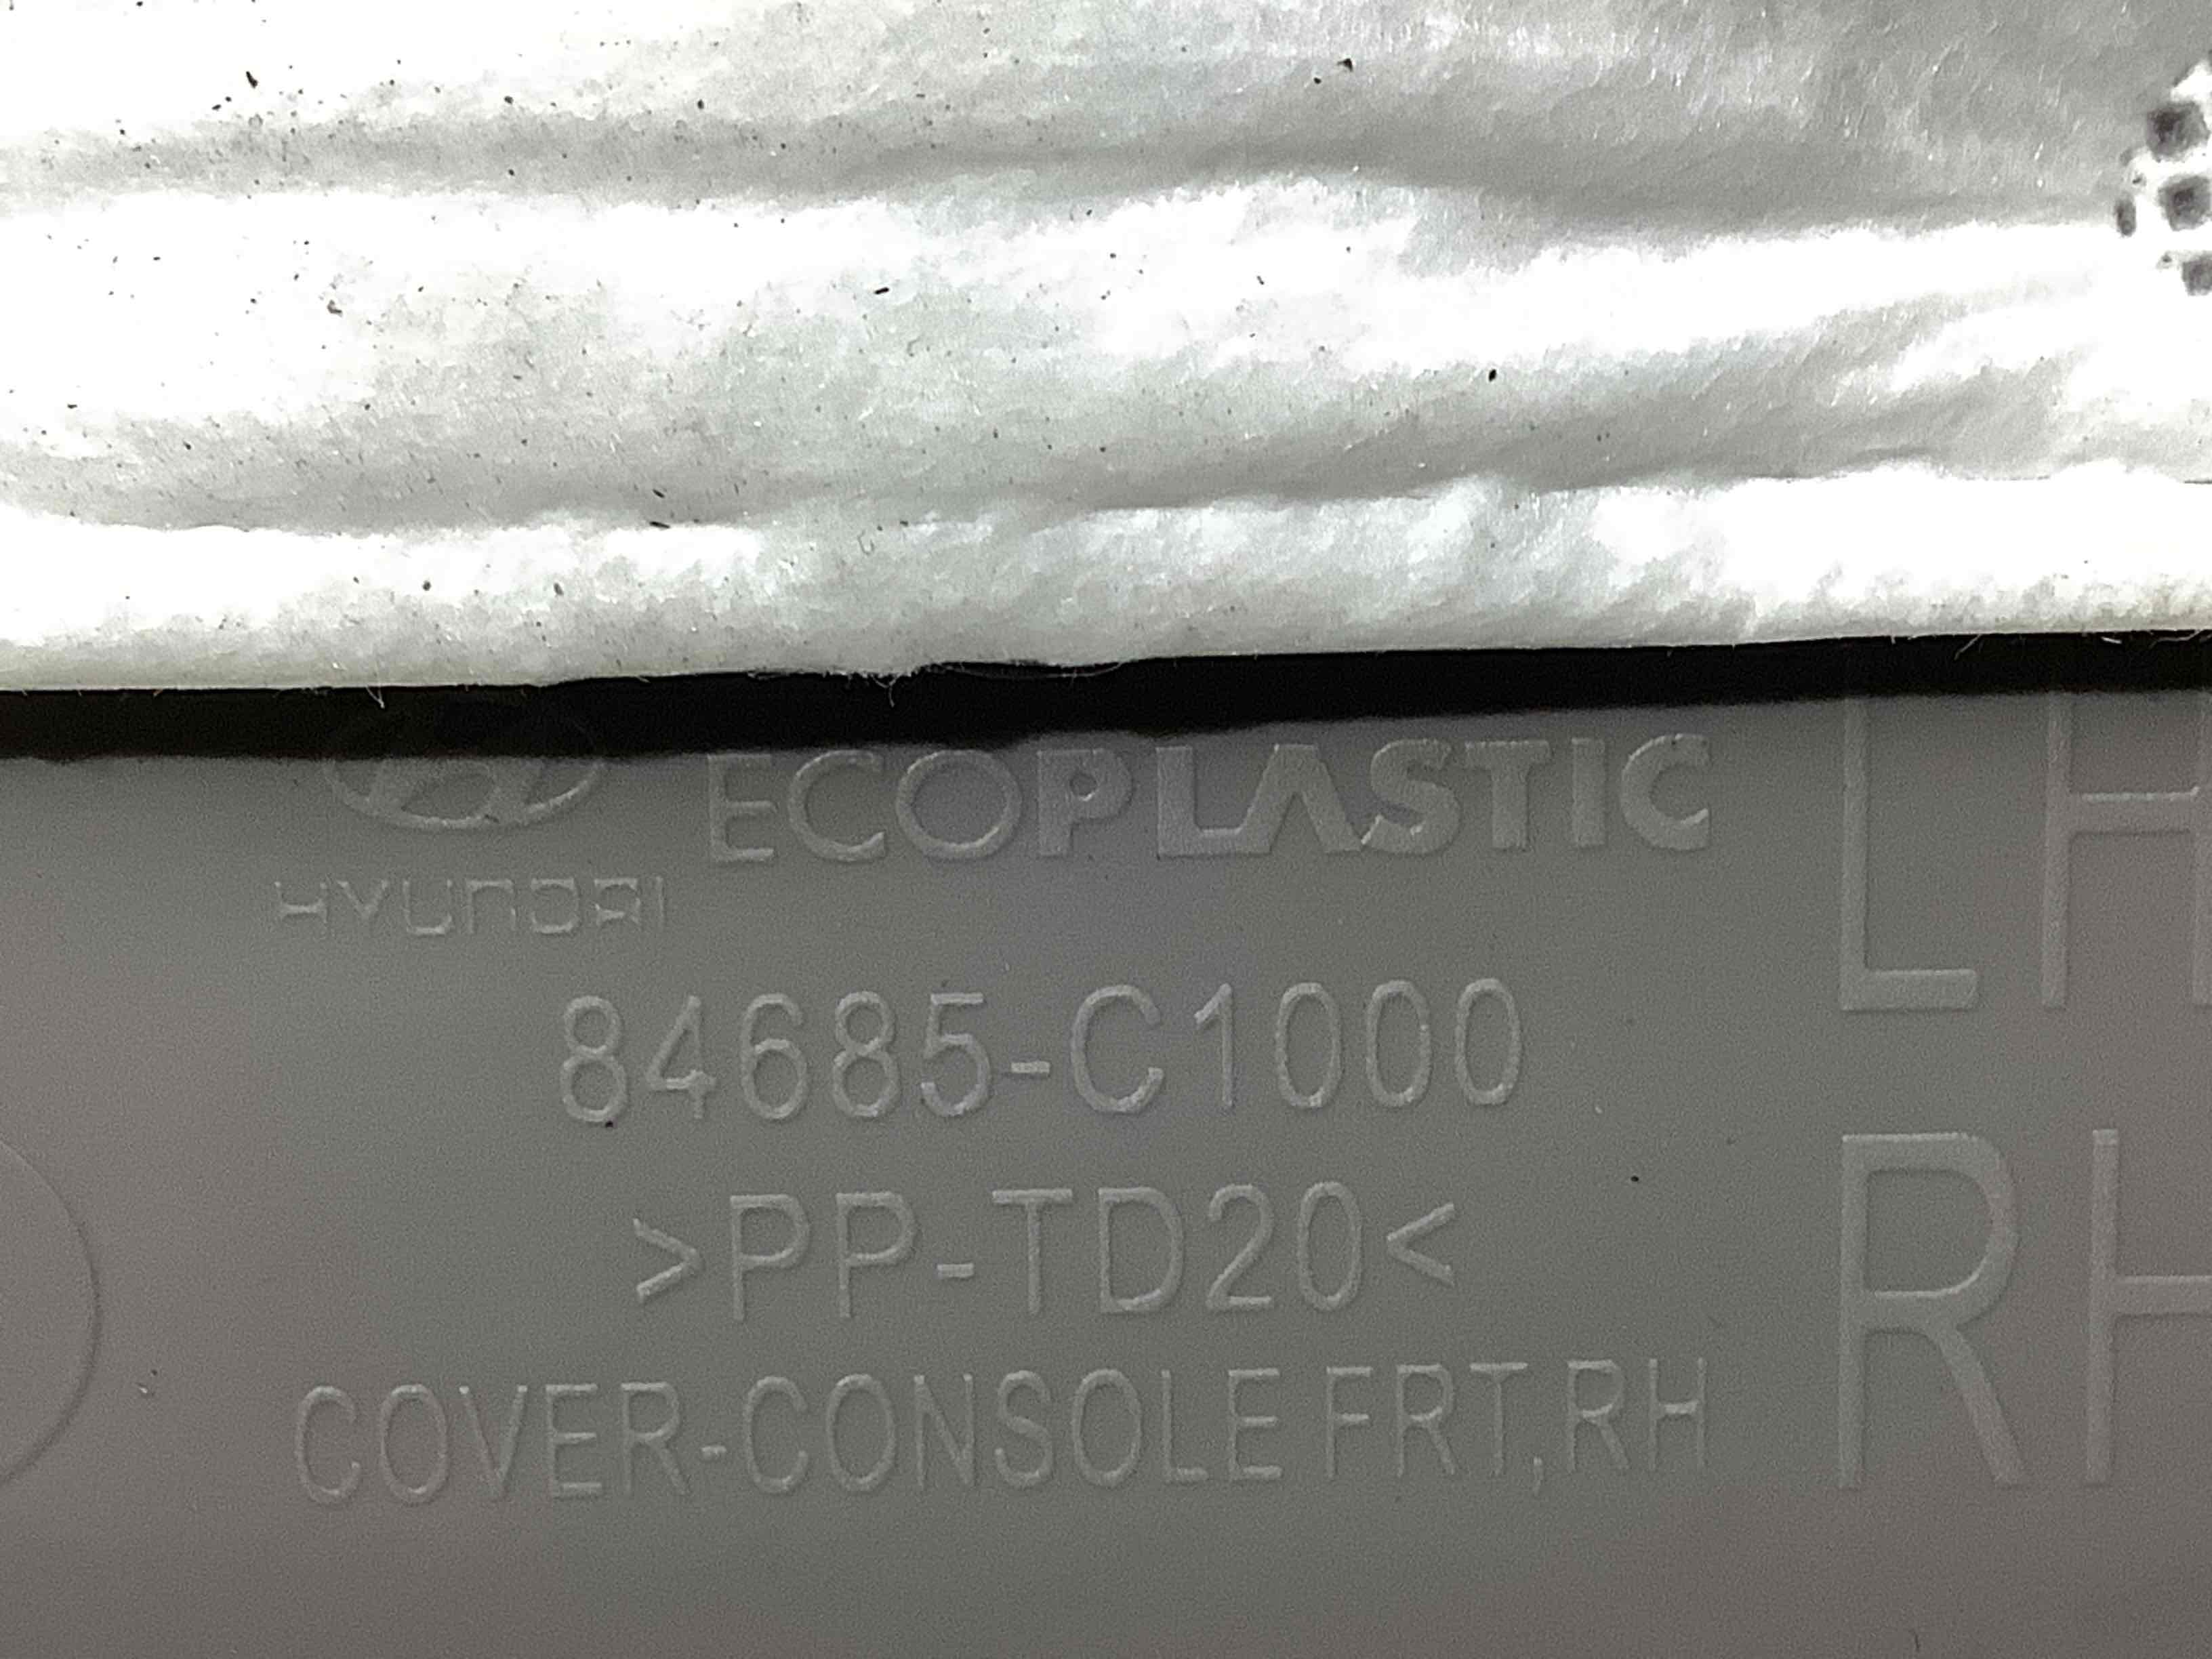 HYUNDAI
ECOPLASTIC
84685-C1000
>PP-TD20<
COVER-CONSOLE FRT,RH
LH
RH